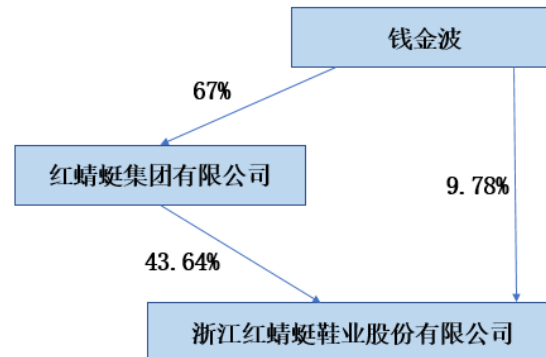 钱金波
67%
红蜻蜓集团有限公司
9.78%
43.64%
浙江红蜻蜓鞋业股份有限公司